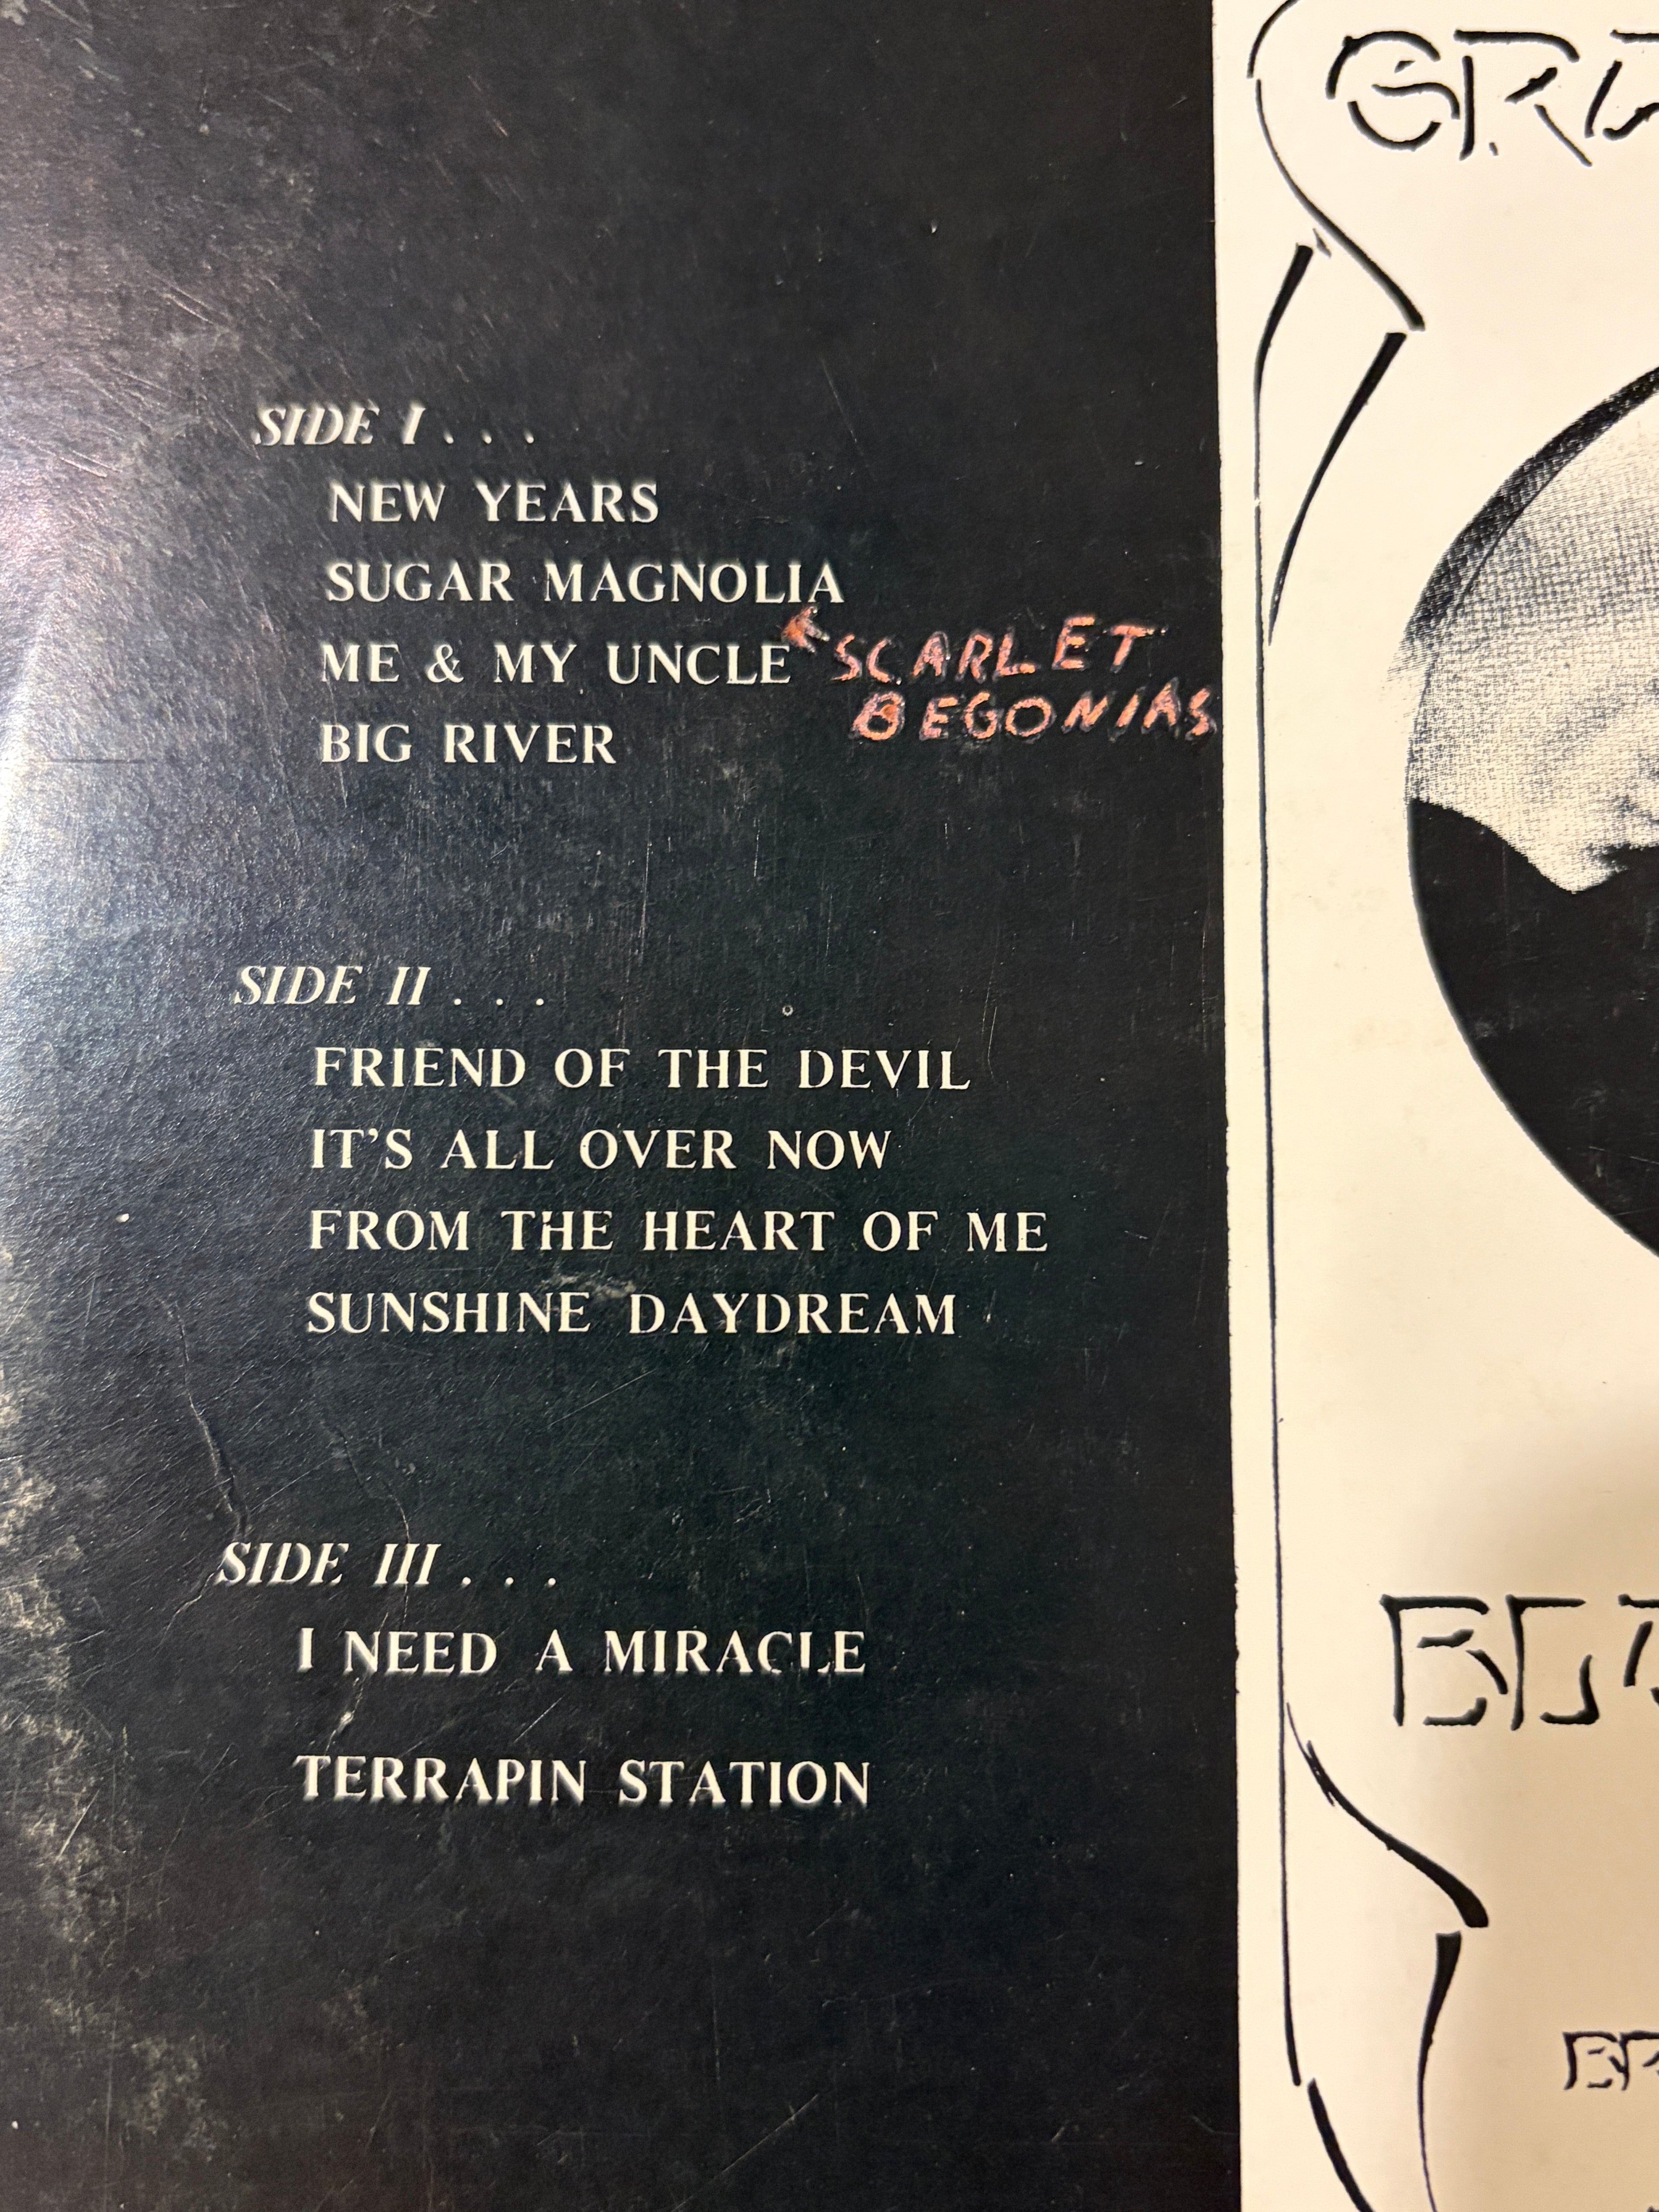 SIDE I . . .
NEW YEARS
SUGAR MAGNOLIA
ME & MY UNCLE
SCARLET
BEGONIAS
BIG RIVER
SIDE II . . .
FRIEND OF THE DEVIL
IT'S ALL OVER NOW
FROM THE HEART OF ME
SUNSHINE DAYDREAM
SIDE III . . .
I NEED A MIRACLE
TERRAPIN STATION